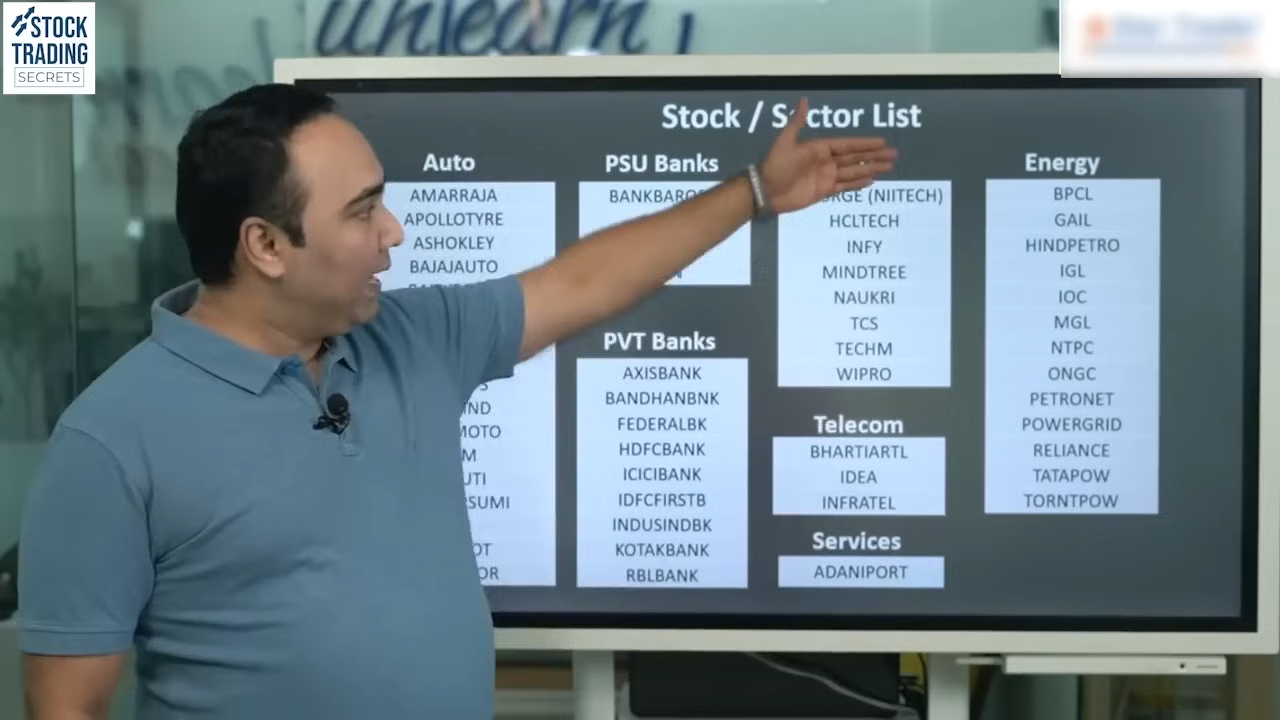 STOCK
TRADING
SECRETS
unlearn
Stock / Sector List
Auto
AMARRAJA
APOLLOTYRE
ASHOKLEY
BAJAJAUTO
IND
MOTO
M
UTI
SUMI
OT
OR
PSU Banks
BANKBARO
PVT Banks
AXISBANK
BANDHANBNK
FEDERALBK
HDFCBANK
ICICIBANK
IDFCFIRSTB
INDUSINDBK
KOTAKBANK
RBLBANK
RGE (NIITECH)
HCLTECH
INFY
MINDTREE
NAUKRI
TCS
TECHM
WIPRO
Telecom
BHARTIARTL
IDEA
INFRATEL
Services
ADANIPORT
Energy
BPCL
GAIL
HINDPETRO
IGL
IOC
MGL
NTPC
ONGC
PETRONET
POWERGRID
RELIANCE
TATAPOW
TORNTPOW